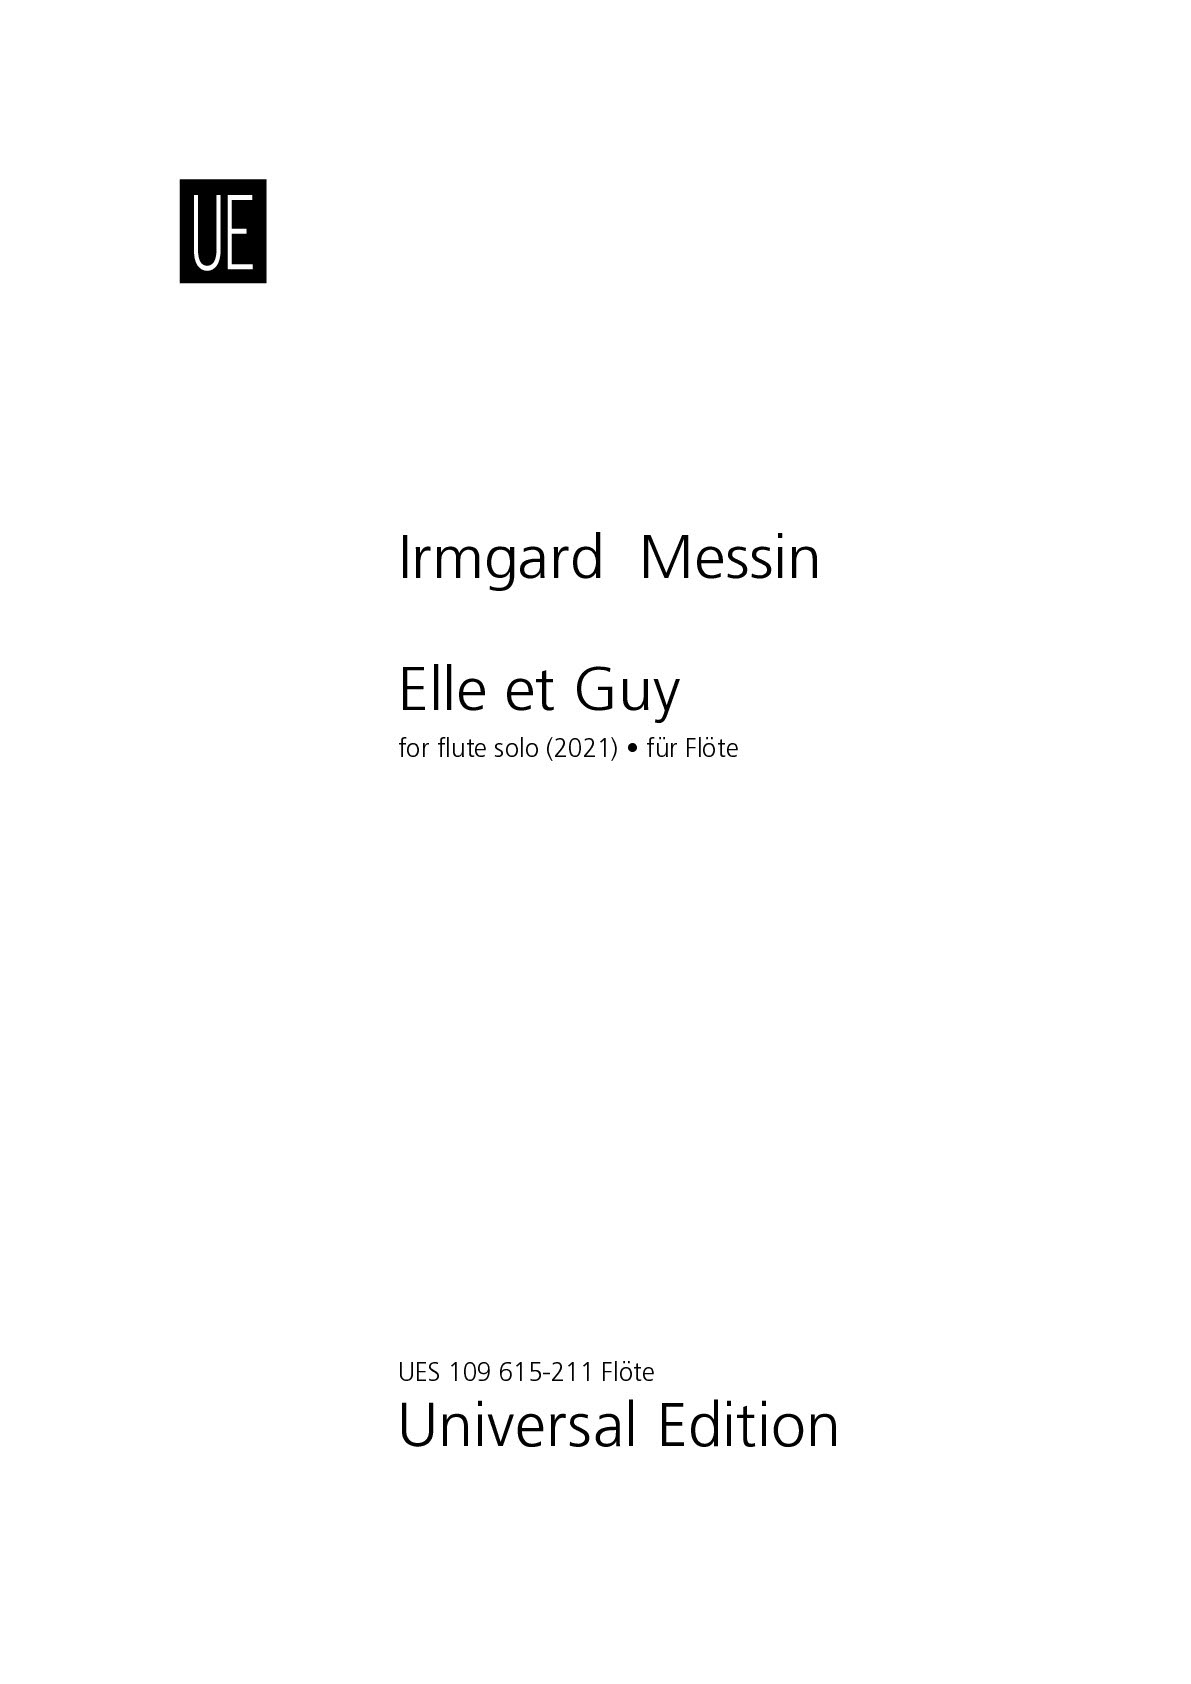 UE
Irmgard Messin
Elle et Guy
for flute solo (2021) • für Flöte
UES 109 615-211 Flöte
Universal Edition